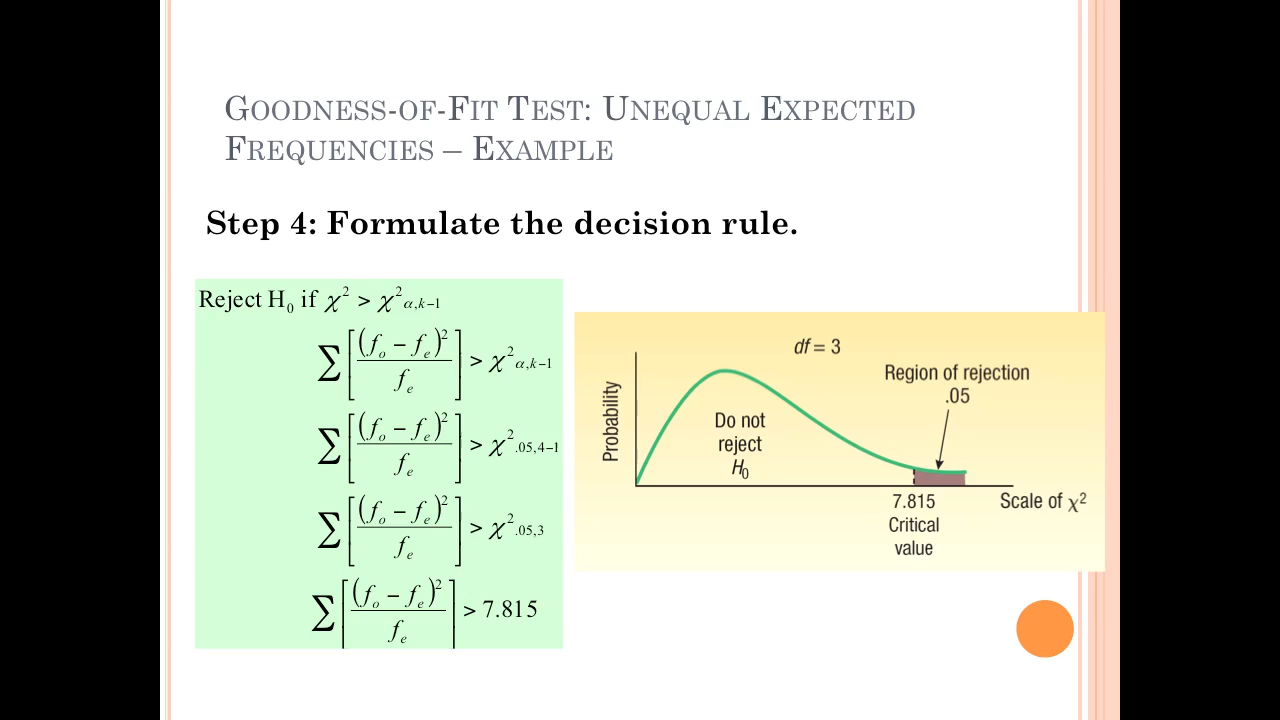 GOODNESS-OF-FIT TEST: UNEQUAL EXPECTED
FREQUENCIES – EXAMPLE
Step 4: Formulate the decision rule.
Reject H₀ if χ² > χ²α,k−1
∑[(fₒ − fₑ)²/fₑ] > χ²α,k−1
∑[(fₒ − fₑ)²/fₑ] > χ².05,4−1
∑[(fₒ − fₑ)²/fₑ] > χ².05,3
∑[(fₒ − fₑ)²/fₑ] > 7.815
df = 3
Region of rejection
.05
Probability
Do not
reject
H₀
7.815
Critical
value
Scale of χ²